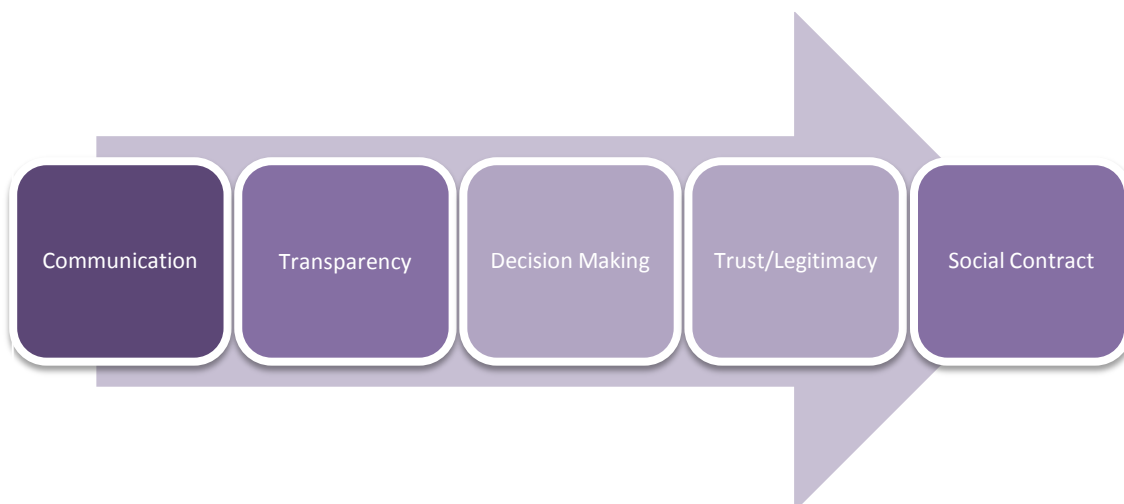 Communication
Transparency
Decision Making
Trust/Legitimacy
Social Contract